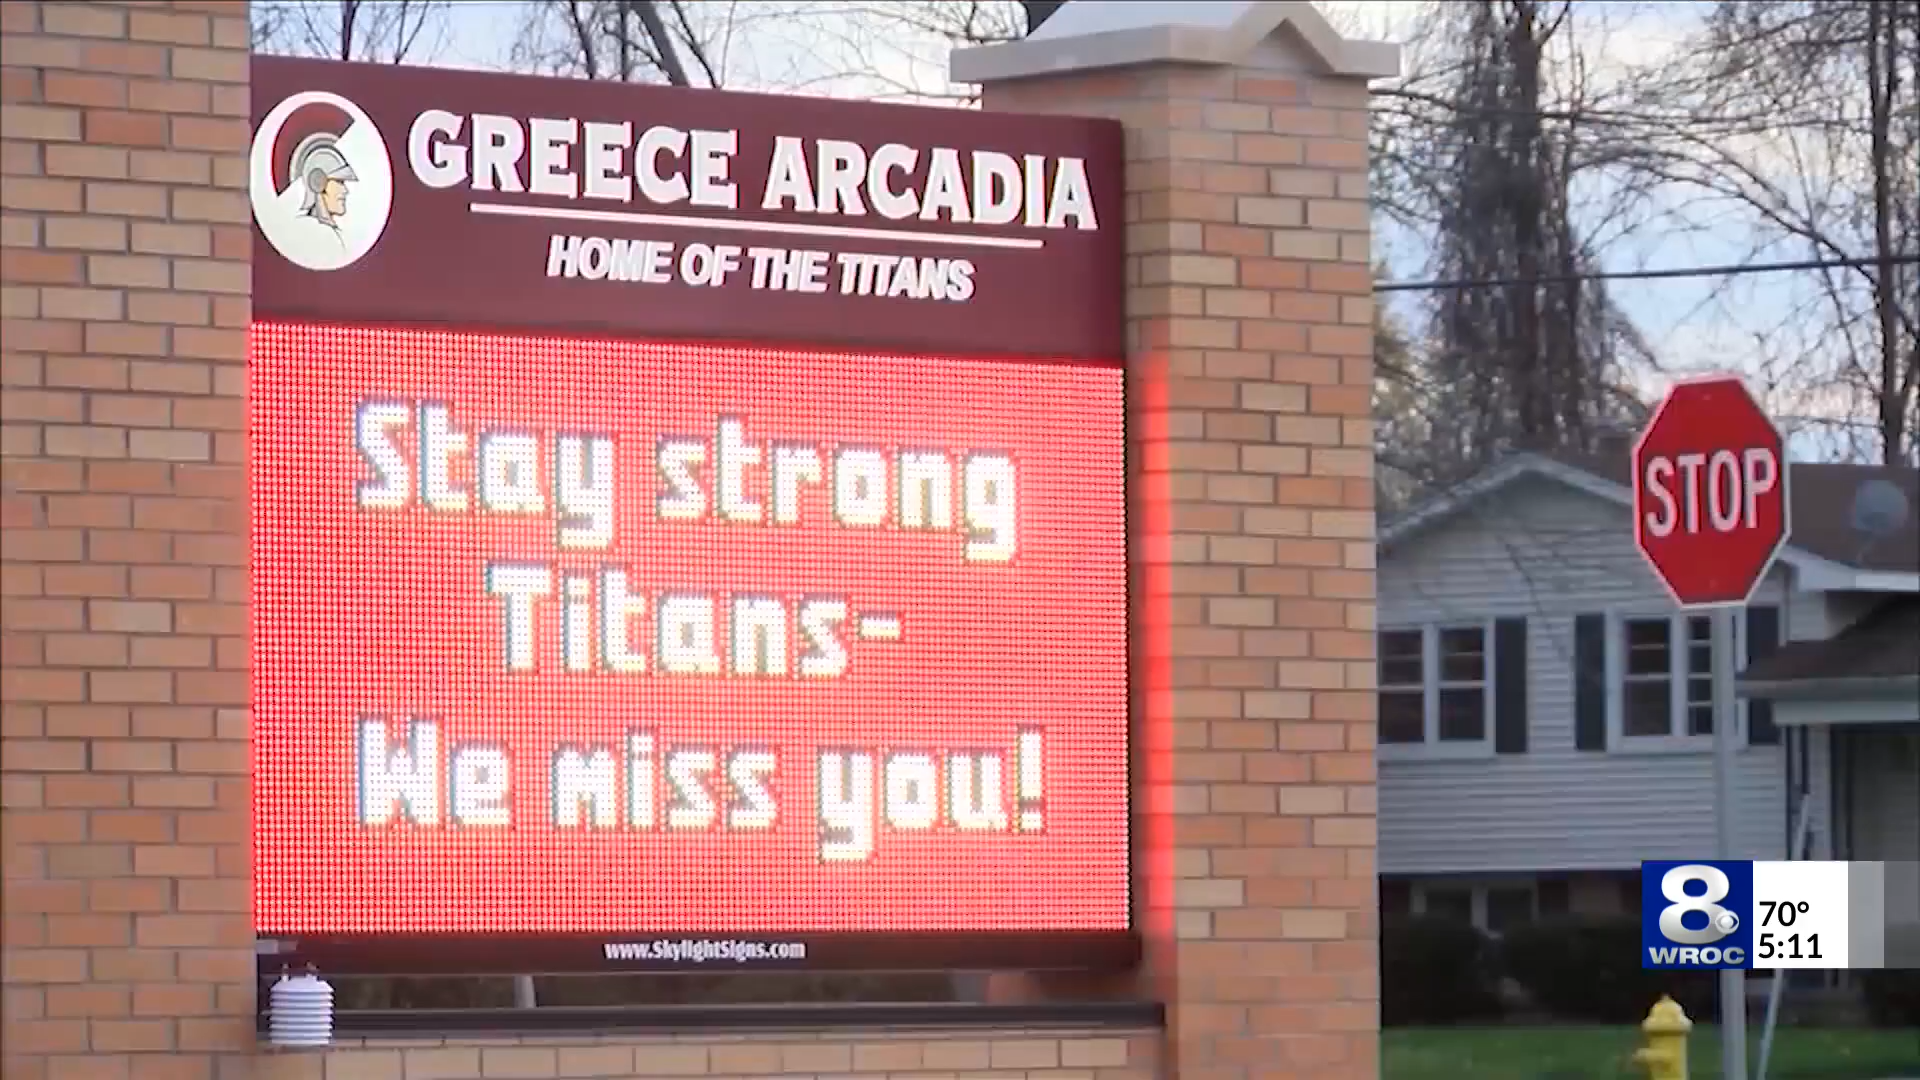 GREECE ARCADIA
HOME OF THE TITANS
Stay strong
Titans-
We miss you!
www.SkylightSigns.com
STOP
8
WROC
70°
5:11